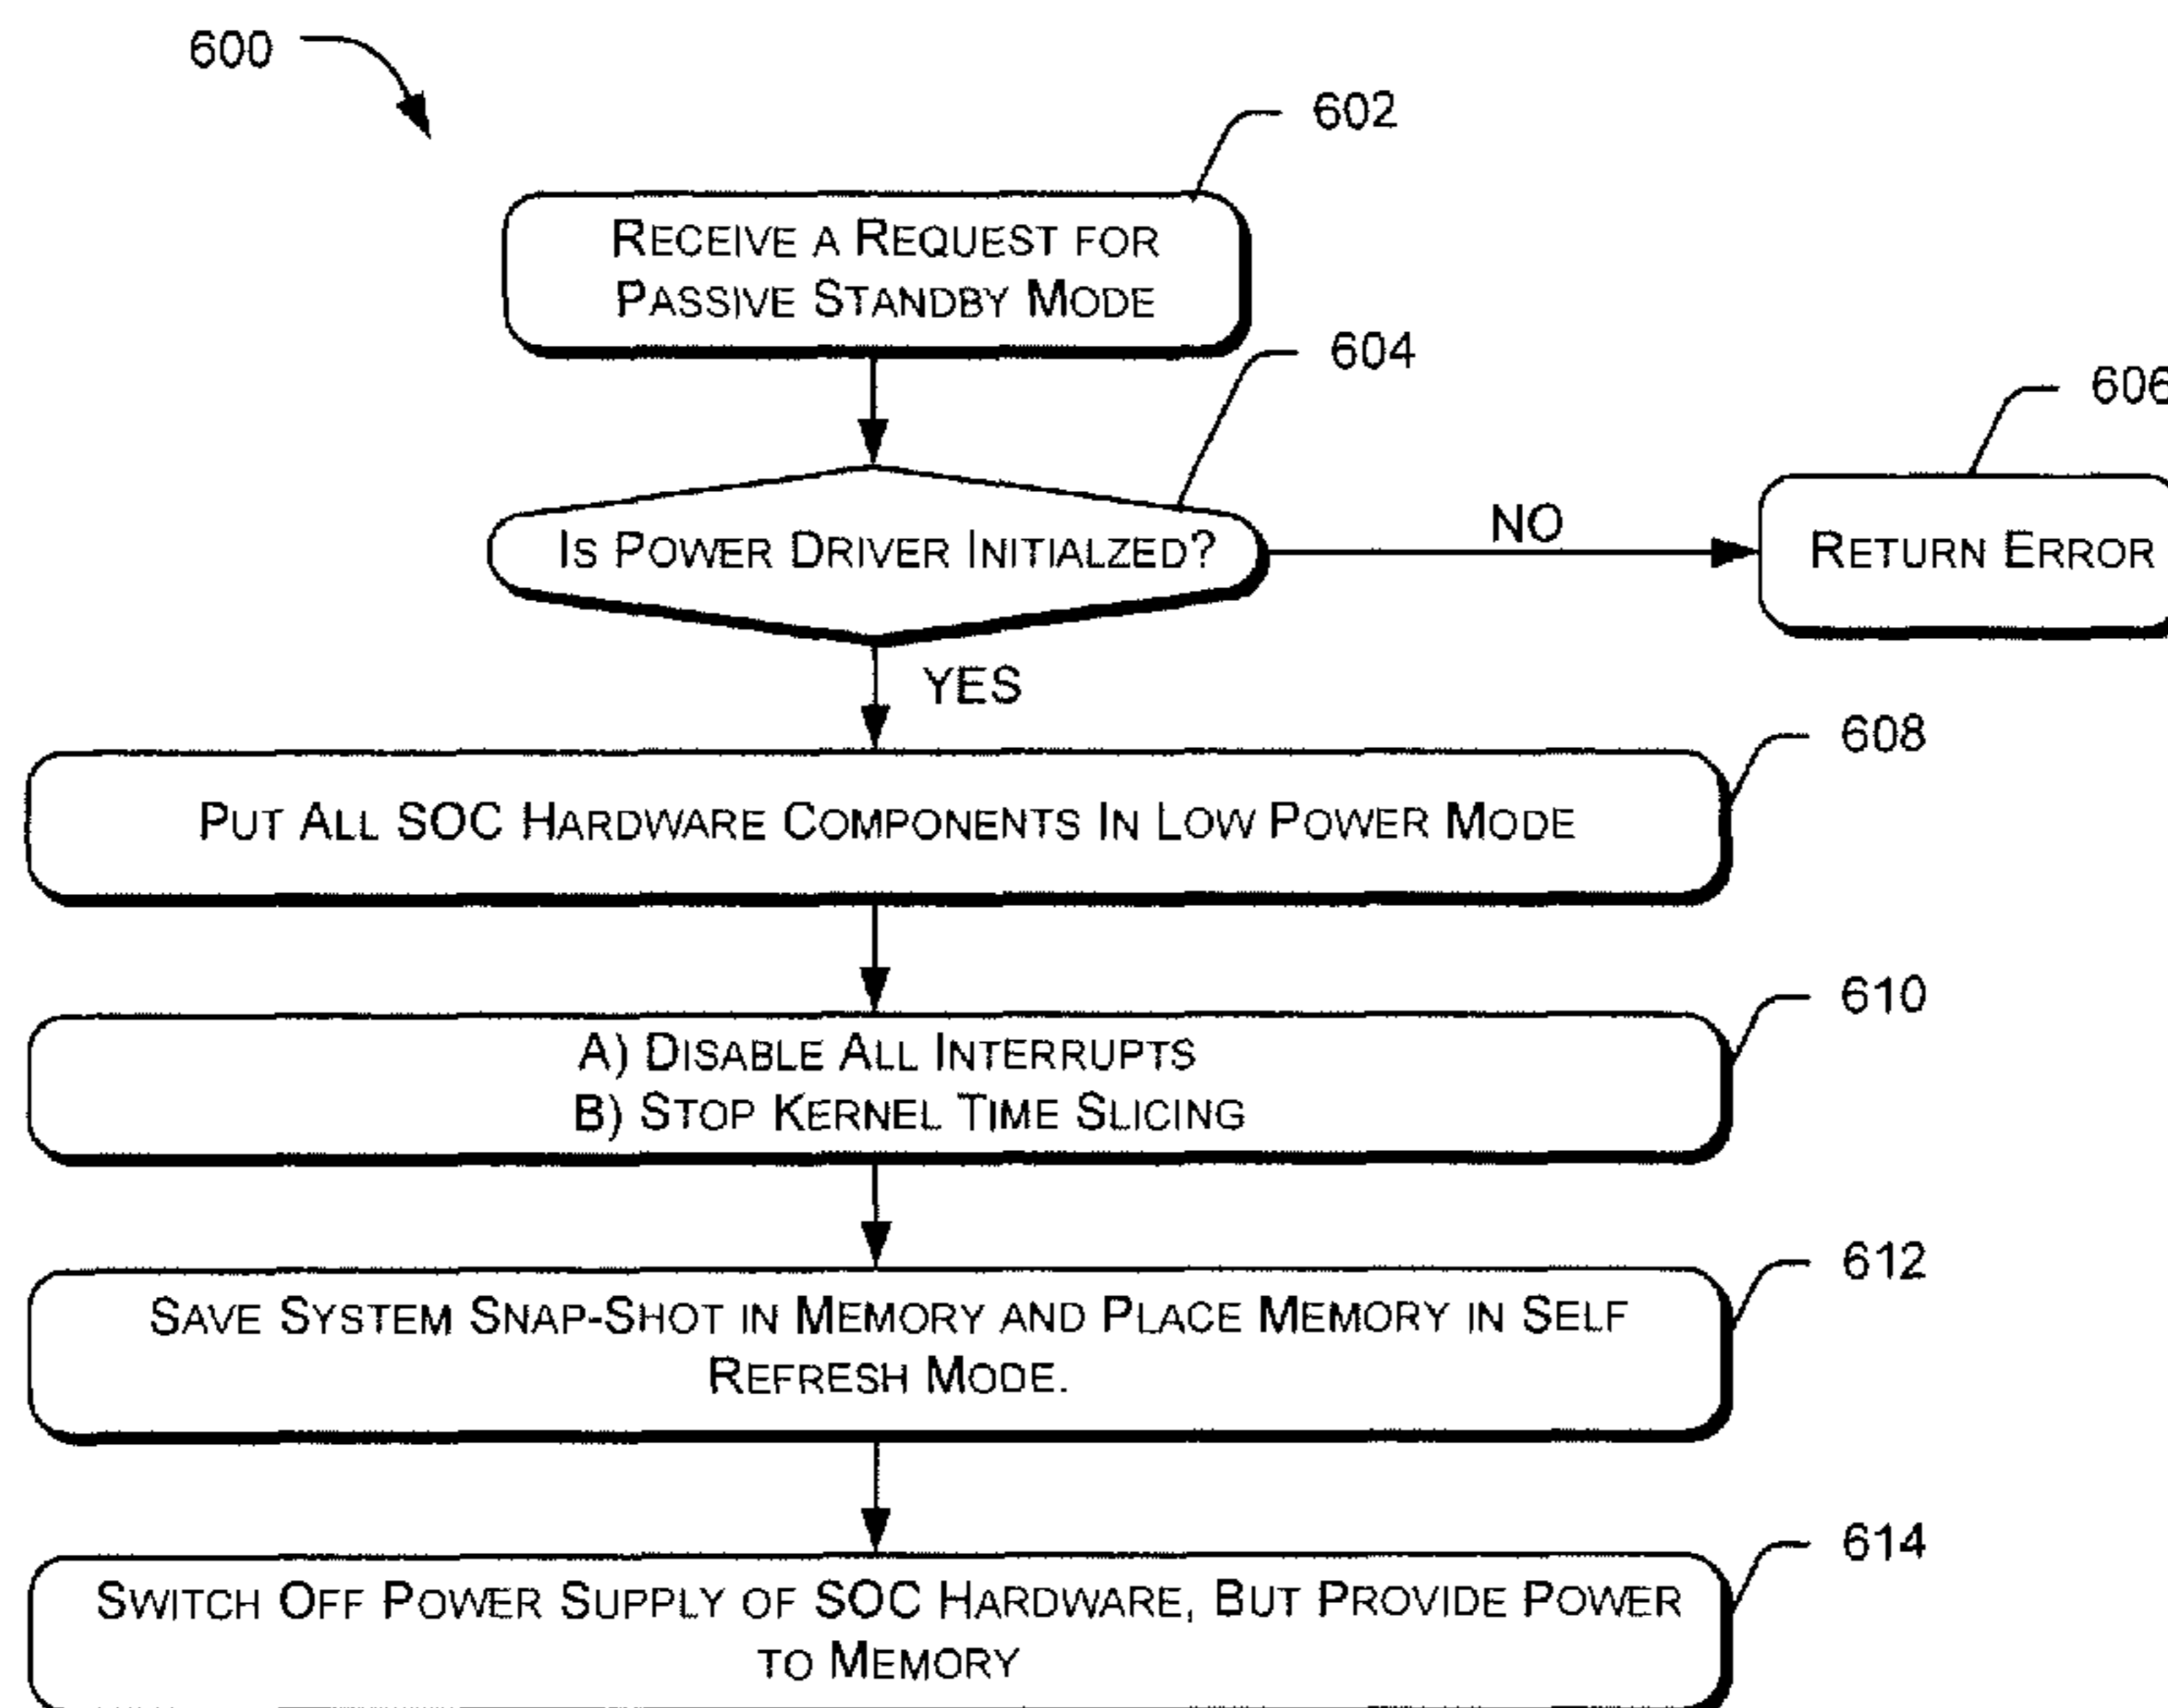 600
602
RECEIVE A REQUEST FOR
PASSIVE STANDBY MODE
604
606
IS POWER DRIVER INITIALZED?
NO
RETURN ERROR
YES
608
PUT ALL SOC HARDWARE COMPONENTS IN LOW POWER MODE
610
A) DISABLE ALL INTERRUPTS
B) STOP KERNEL TIME SLICING
612
SAVE SYSTEM SNAP-SHOT IN MEMORY AND PLACE MEMORY IN SELF
REFRESH MODE.
614
SWITCH OFF POWER SUPPLY OF SOC HARDWARE, BUT PROVIDE POWER
TO MEMORY